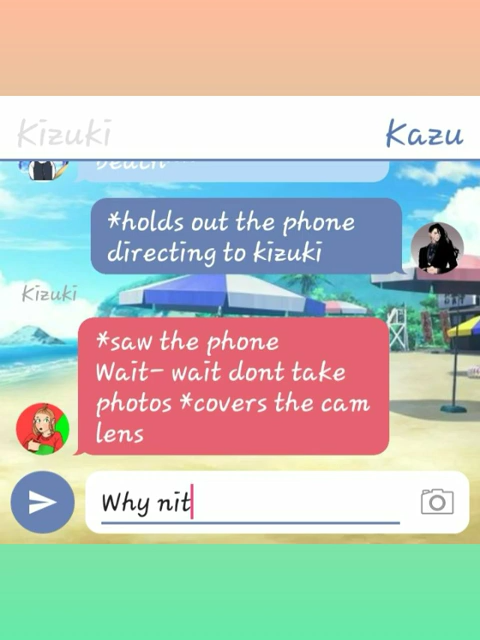 Kizuki
Kazu
beach
*holds out the phone
directing to kizuki
Kizuki
*saw the phone
Wait- wait dont take
photos *covers the cam
lens
Why nit